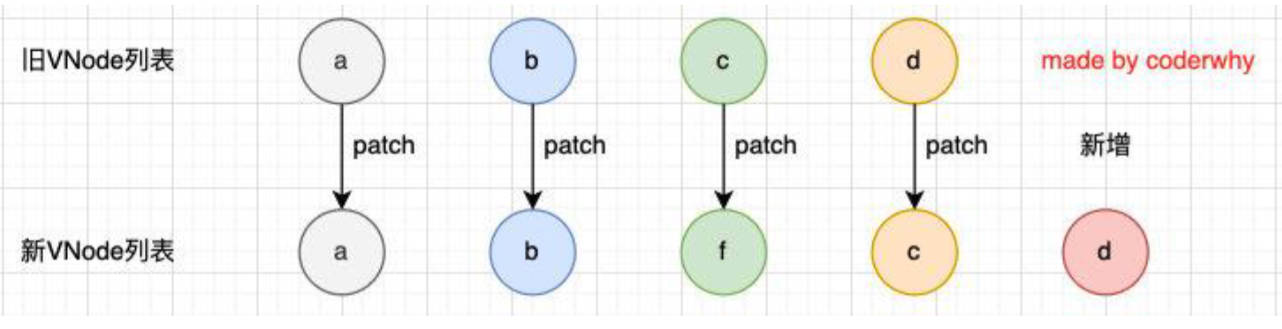 旧VNode列表 a b c d made by coderwhy
patch patch patch patch 新增
新VNode列表 a b f c d